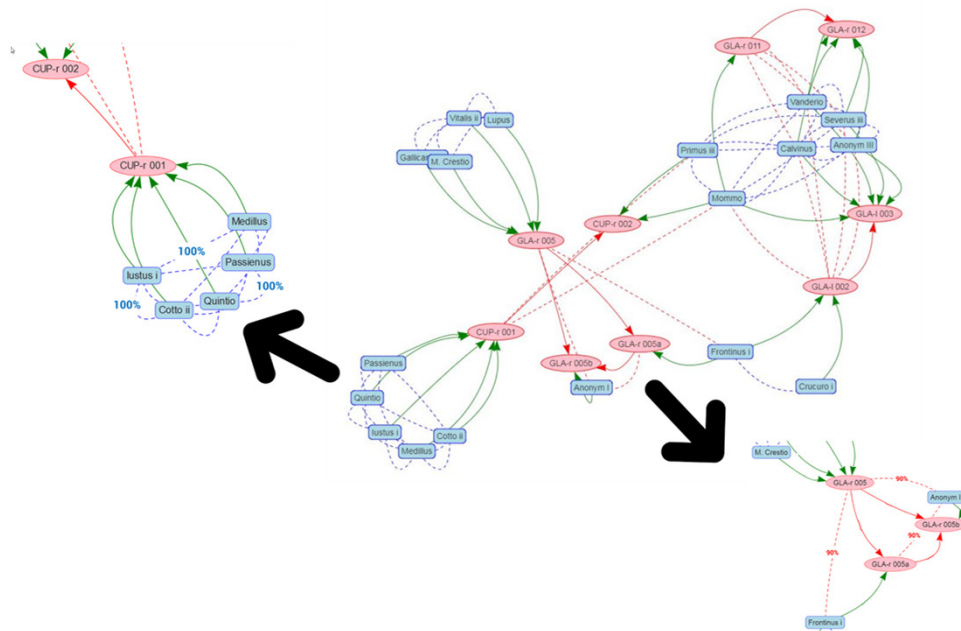 CUP-r 002
CUP-r 001
Medillus
100%
Passienus
Iustus i
100%
100%
Quintio
Cotto ii
GLA-r 012
GLA-r 011
Vitalis ii
Lupus
Vanderio
Severus iii
Gallica
M. Crestio
Primus iii
Calvinus
Anonym III
Mommo
GLA-l 003
CUP-r 002
GLA-r 005
GLA-l 002
CUP-r 001
GLA-r 005a
Passienus
GLA-r 005b
Frontinus i
Quintio
Anonym I
Crucuro i
Iustus i
Cotto ii
Medillus
M. Crestio
90%
GLA-r 005
Anonym I
GLA-r 005b
90%
90%
GLA-r 005a
Frontinus i